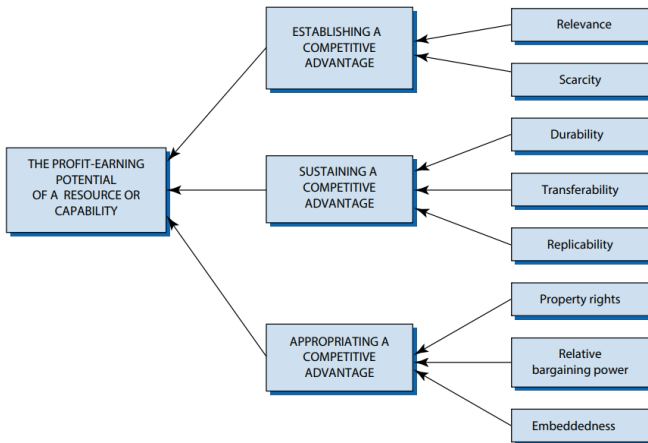 ESTABLISHING A
COMPETITIVE
ADVANTAGE
Relevance
Scarcity
THE PROFIT-EARNING
POTENTIAL
OF A RESOURCE OR
CAPABILITY
SUSTAINING A
COMPETITIVE
ADVANTAGE
Durability
Transferability
Replicability
APPROPRIATING A
COMPETITIVE
ADVANTAGE
Property rights
Relative
bargaining power
Embeddedness